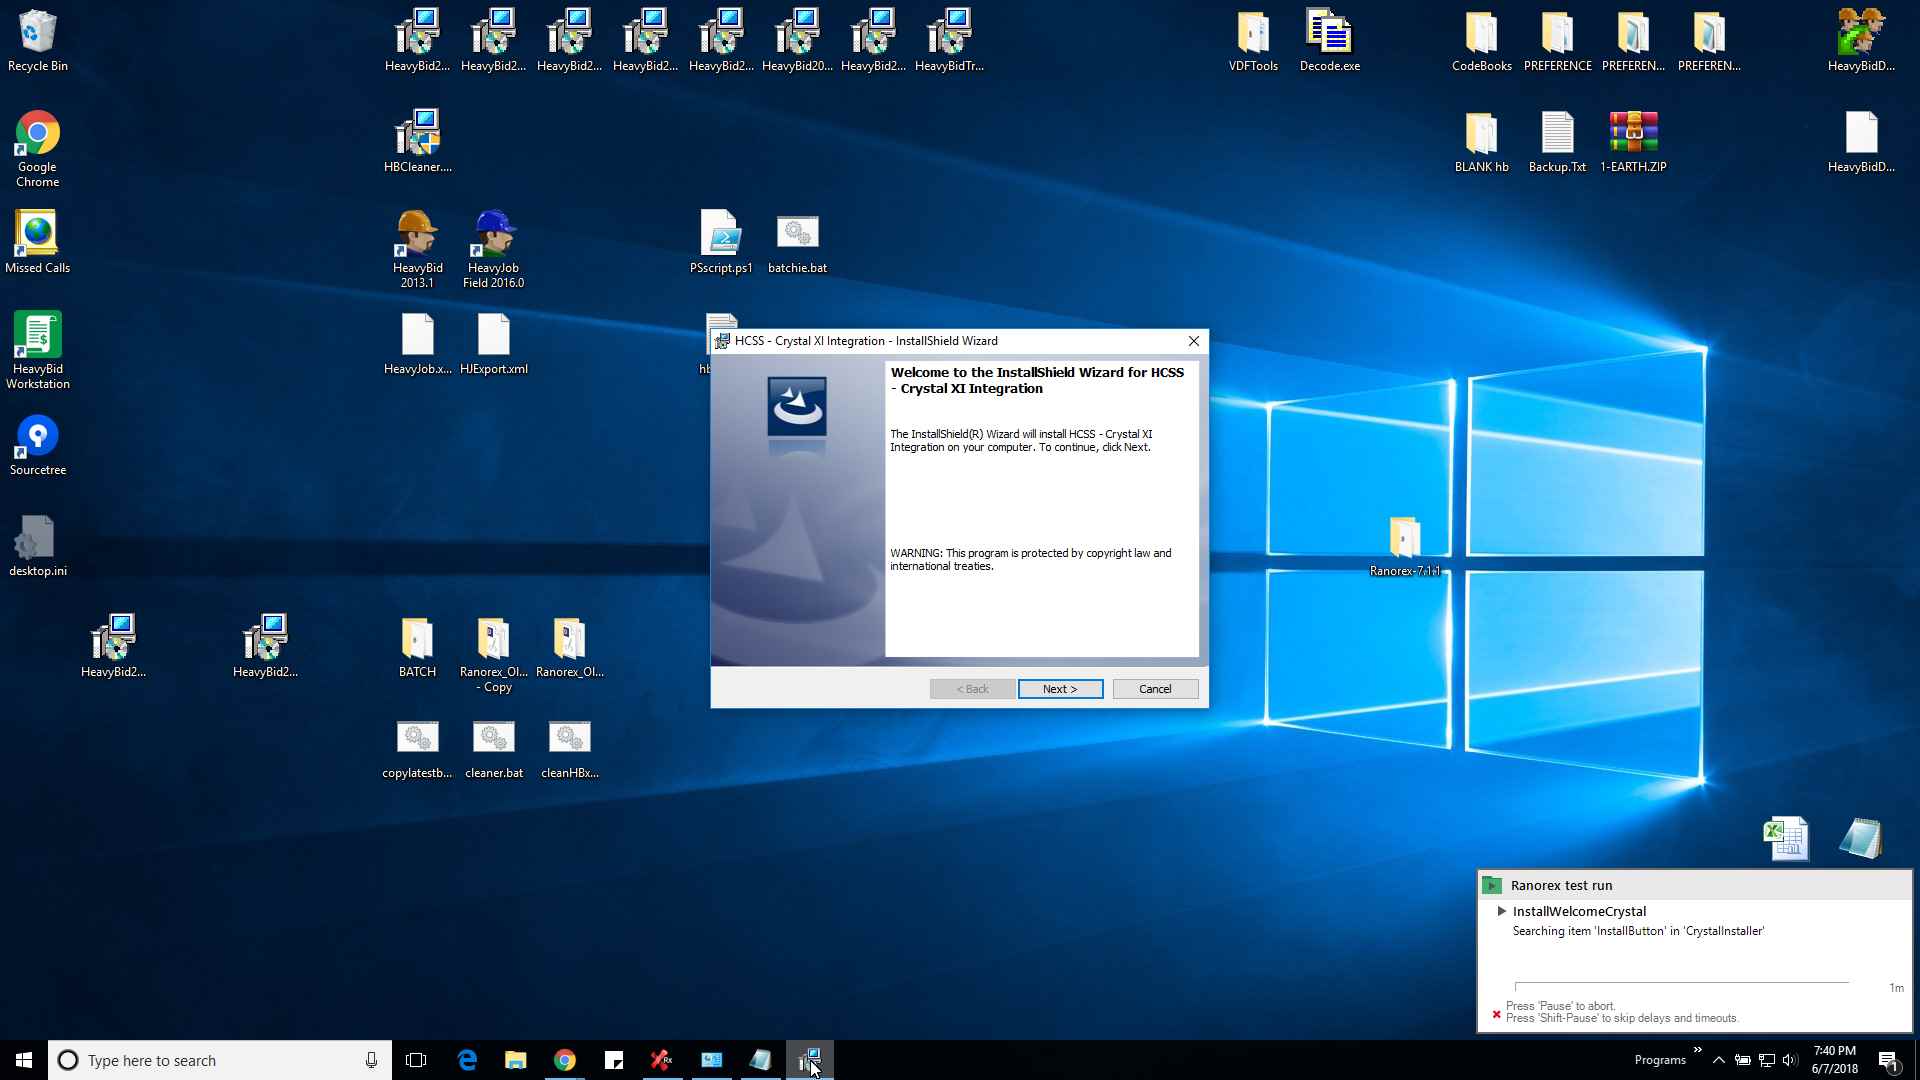 HeavyBid2...
HeavyBid2...
HeavyBid2...
HeavyBid2...
HeavyBid2...
HeavyBid20...
HeavyBid2...
HeavyBidTr...
VDFTools
Decode.exe
CodeBooks
PREFERENCE
PREFEREN...
PREFEREN...
HeavyBidD...
Recycle Bin
Google
Chrome
HBCleaner....
BLANK hb
Backup.Txt
1-EARTH.ZIP
HeavyBidD...
Missed Calls
HeavyBid
2013.1
HeavyJob
Field 2016.0
PSscript.ps1
batchie.bat
HeavyBid
Workstation
HeavyJob.x...
HJExport.xml
HCSS - Crystal XI Integration - InstallShield Wizard
Welcome to the InstallShield Wizard for HCSS
- Crystal XI Integration
The InstallShield(R) Wizard will install HCSS - Crystal XI
Integration on your computer. To continue, click Next.
WARNING: This program is protected by copyright law and
international treaties.
< Back
Next >
Cancel
Sourcetree
desktop.ini
Ranorex-7.1.1
HeavyBid2...
HeavyBid2...
BATCH
Ranorex_Ol...
- Copy
Ranorex_Ol...
copylatestb...
cleaner.bat
cleanHBx...
Ranorex test run
InstallWelcomeCrystal
Searching item 'InstallButton' in 'CrystalInstaller'
1m
Press 'Pause' to abort.
Press 'Shift-Pause' to skip delays and timeouts.
Type here to search
Programs
7:40 PM
6/7/2018
1